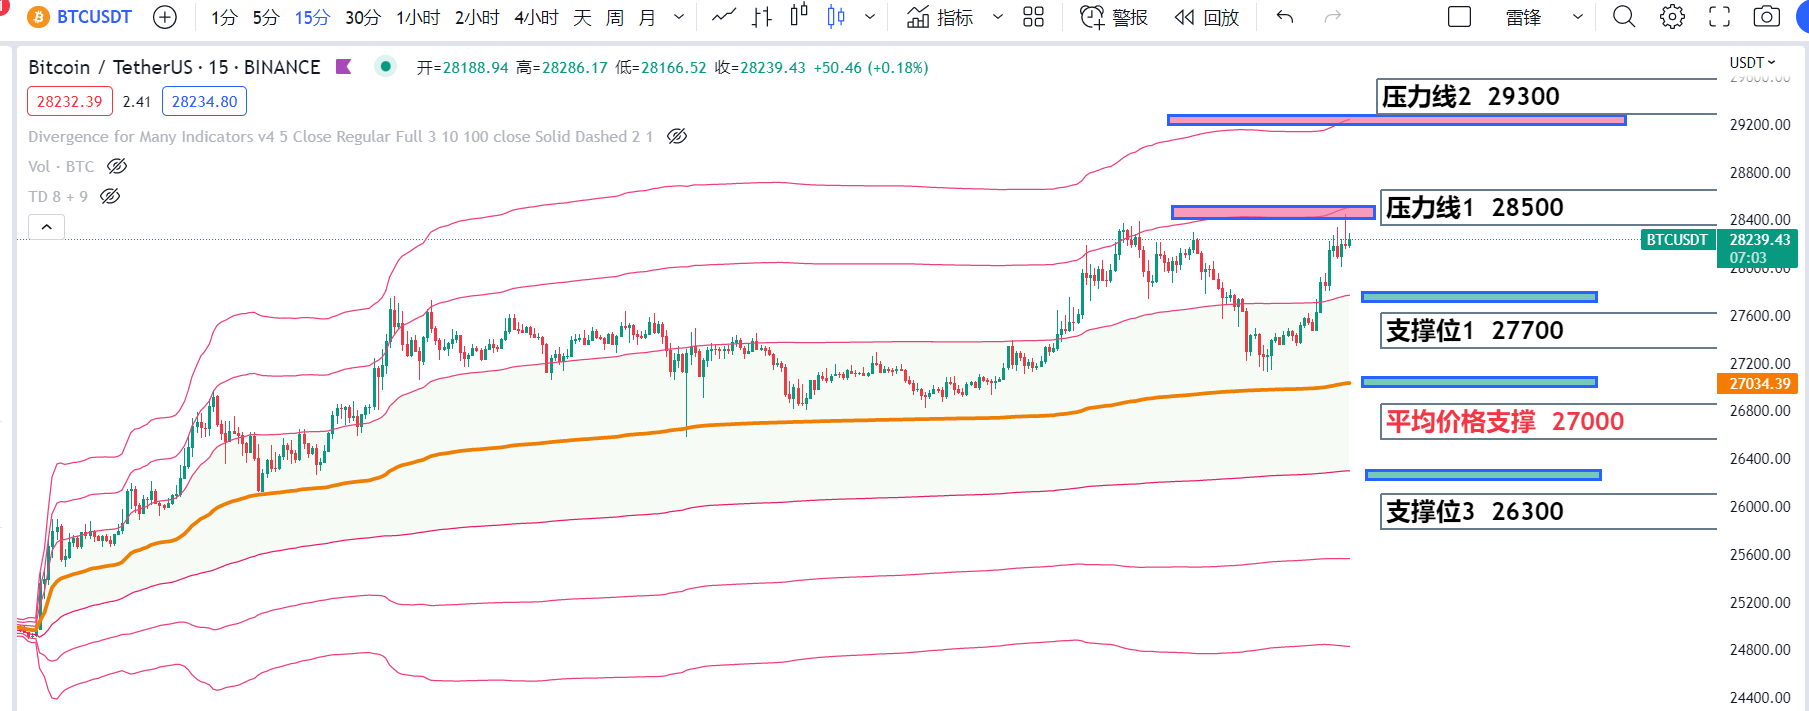 BTCUSDT 1分 5分 15分 30分 1小时 2小时 4小时 天 周 月 指标 警报 回放 雷锋
Bitcoin / TetherUS · 15 · BINANCE 开=28188.94 高=28286.17 低=28166.52 收=28239.43 +50.46 (+0.18%)
USDT
28232.39 2.41 28234.80
Divergence for Many Indicators v4 5 Close Regular Full 3 10 100 close Solid Dashed 2 1
Vol · BTC
TD 8 + 9
压力线2 29300
29200.00
28800.00
压力线1 28500
28400.00
BTCUSDT 28239.43
07:03
28000.00
27600.00
支撑位1 27700
27200.00
27034.39
26800.00
平均价格支撑 27000
26400.00
支撑位3 26300
26000.00
25600.00
25200.00
24800.00
24400.00